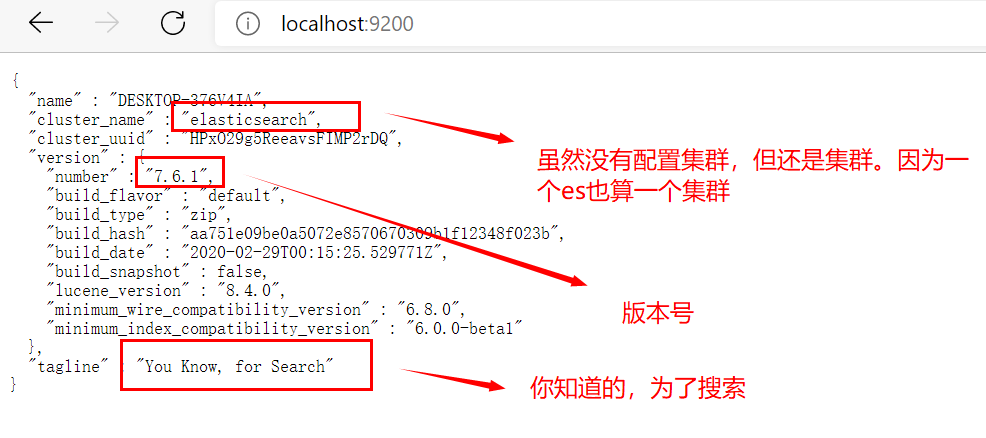 localhost:9200
{
"name" : "DESKTOP-376V4IA",
"cluster_name" : "elasticsearch",
"cluster_uuid" : "HPxO29g5ReeavsFIMP2rDQ",
虽然没有配置集群，但还是集群。因为一
个es也算一个集群
"version" : {
"number" : "7.6.1",
"build_flavor" : "default",
"build_type" : "zip",
"build_hash" : "aa751e09be0a5072e8570670309b1f12348f023b",
"build_date" : "2020-02-29T00:15:25.529771Z",
"build_snapshot" : false,
"lucene_version" : "8.4.0",
"minimum_wire_compatibility_version" : "6.8.0",
"minimum_index_compatibility_version" : "6.0.0-beta1"
版本号
},
"tagline" : "You Know, for Search"
}
你知道的，为了搜索